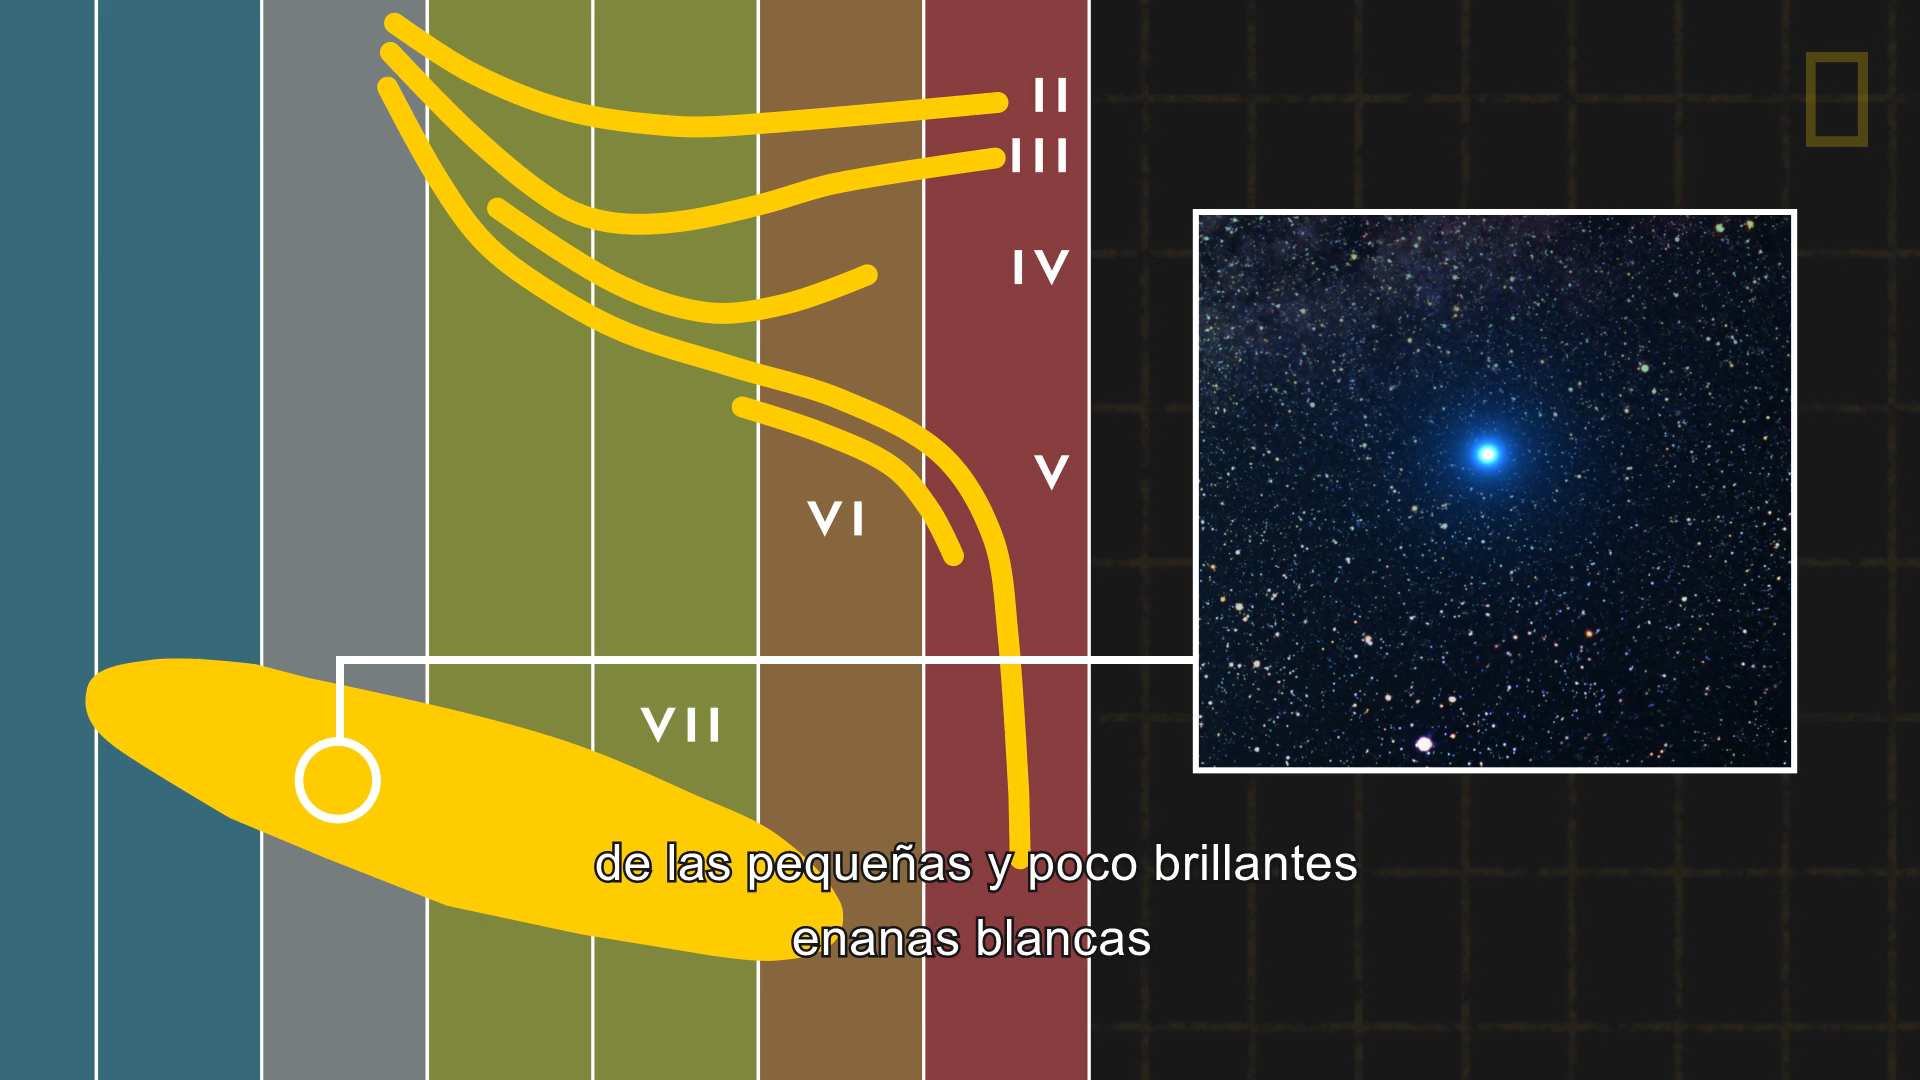 II
III
IV
V
VI
VII
de las pequeñas y poco brillantes
enanas blancas